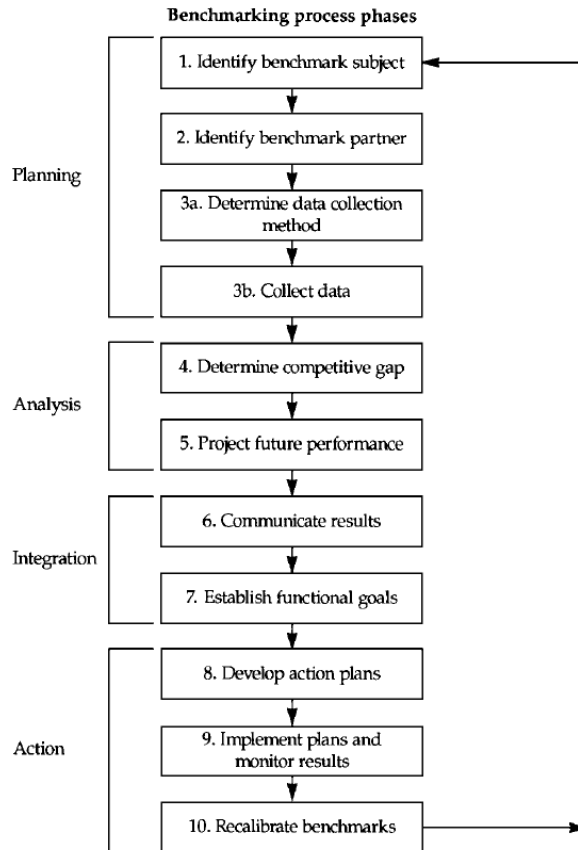 Benchmarking process phases
1. Identify benchmark subject
2. Identify benchmark partner
Planning
3a. Determine data collection
method
3b. Collect data
4. Determine competitive gap
Analysis
5. Project future performance
6. Communicate results
Integration
7. Establish functional goals
8. Develop action plans
9. Implement plans and
Action
monitor results
10. Recalibrate benchmarks